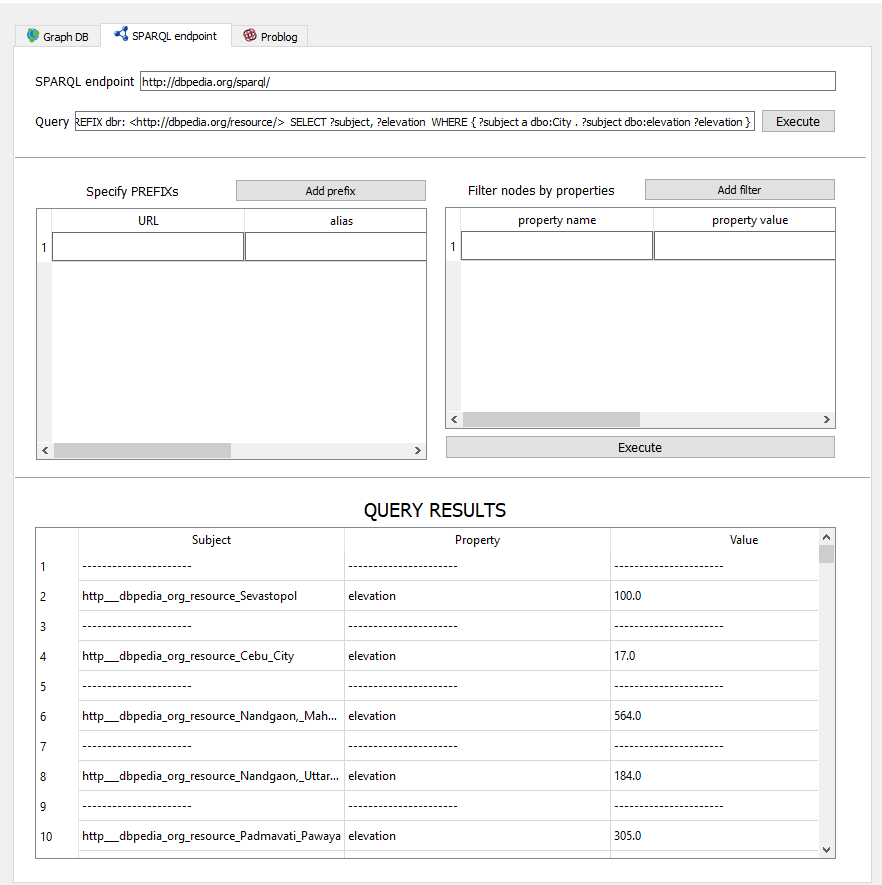 Graph DB SPARQL endpoint Problog
SPARQL endpoint http://dbpedia.org/sparql/
Query REFIX dbr: <http://dbpedia.org/resource/> SELECT ?subject, ?elevation WHERE { ?subject a dbo:City . ?subject dbo:elevation ?elevation } Execute
Specify PREFIXs Add prefix Filter nodes by properties Add filter
URL alias property name property value
1 1
Execute
QUERY RESULTS
Subject Property Value
1 ---------------------- ---------------------- ----------------------
2 http___dbpedia_org_resource_Sevastopol elevation 100.0
3 ---------------------- ---------------------- ----------------------
4 http___dbpedia_org_resource_Cebu_City elevation 17.0
5 ---------------------- ---------------------- ----------------------
6 http___dbpedia_org_resource_Nandgaon,_Mah... elevation 564.0
7 ---------------------- ---------------------- ----------------------
8 http___dbpedia_org_resource_Nandgaon,_Uttar... elevation 184.0
9 ---------------------- ---------------------- ----------------------
10 http___dbpedia_org_resource_Padmavati_Pawaya elevation 305.0